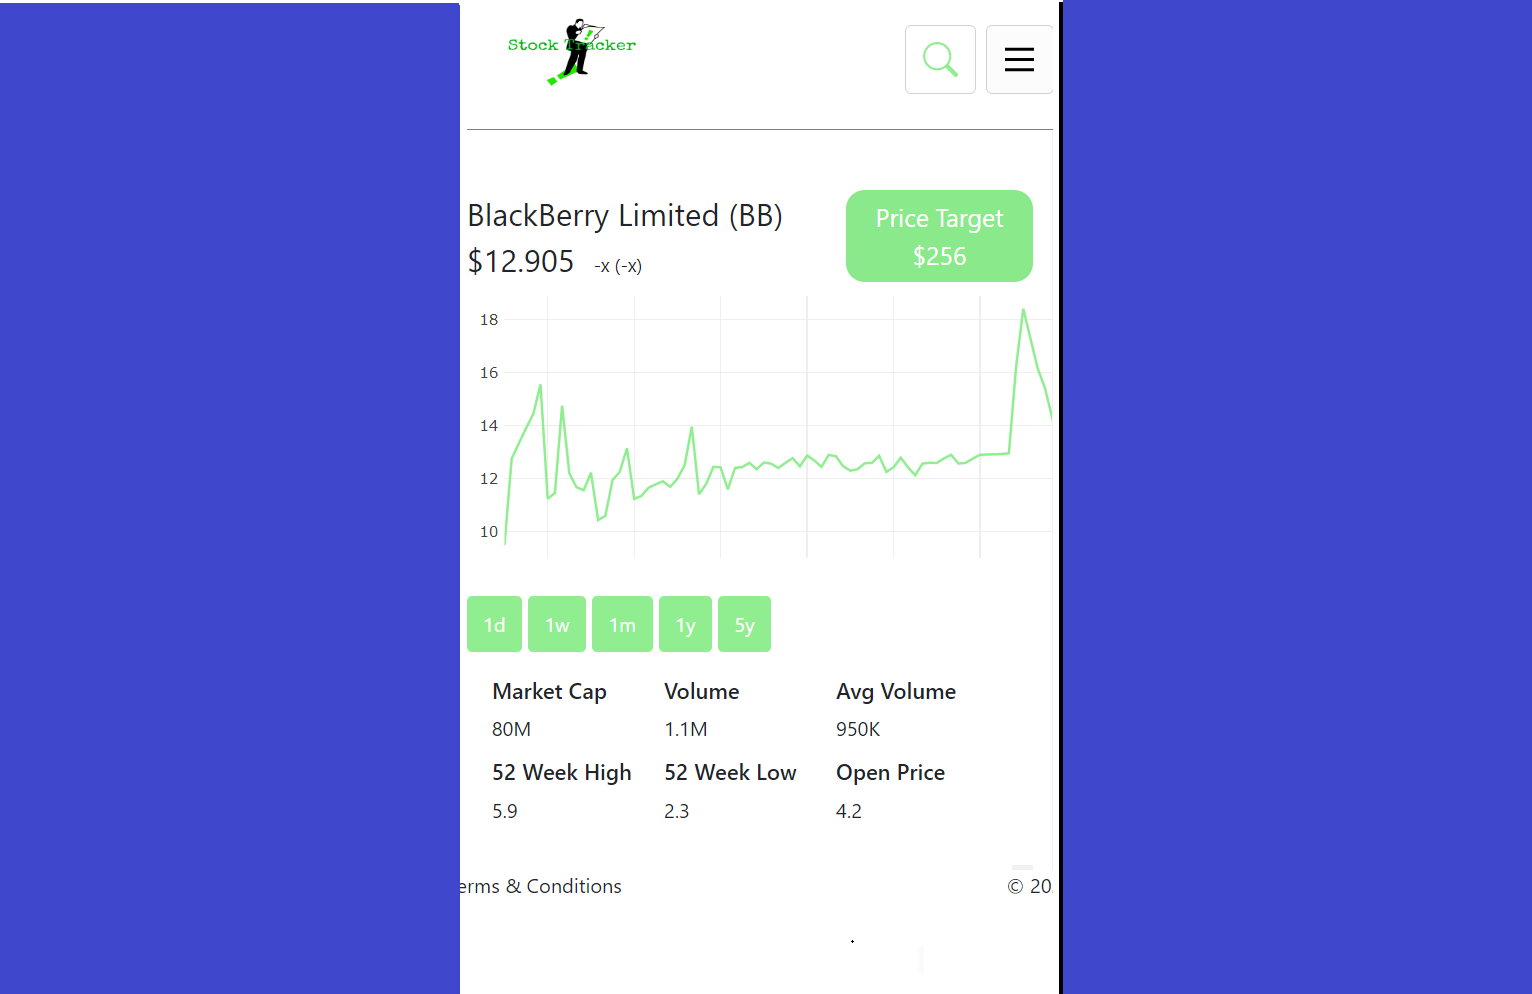 Stock Tracker
BlackBerry Limited (BB)
$12.905 -x (-x)
Price Target
$256
18
16
14
12
10
1d 1w 1m 1y 5y
Market Cap Volume Avg Volume
80M 1.1M 950K
52 Week High 52 Week Low Open Price
5.9 2.3 4.2
erms & Conditions © 20